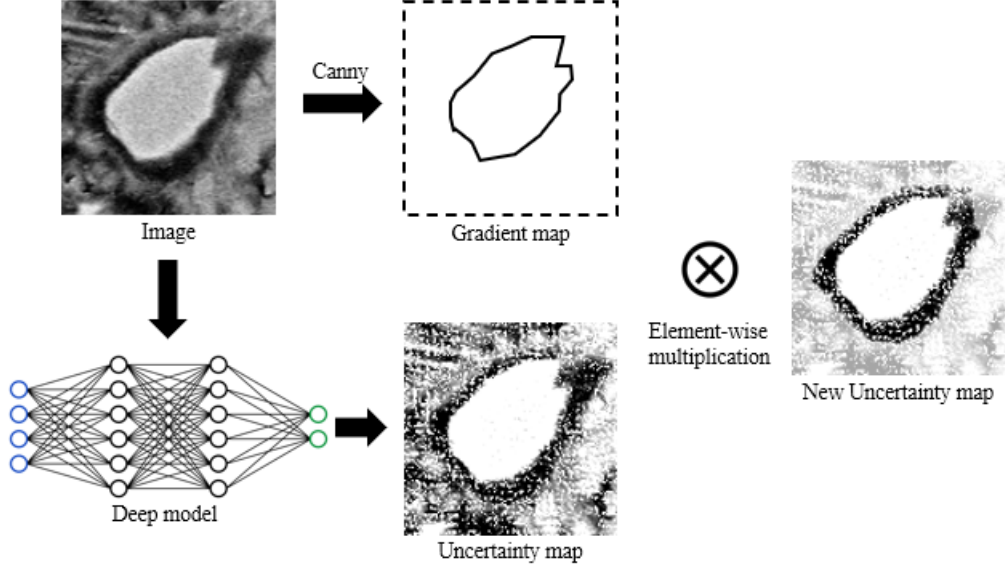 Canny
Image
Gradient map
Element-wise
multiplication
New Uncertainty map
Deep model
Uncertainty map